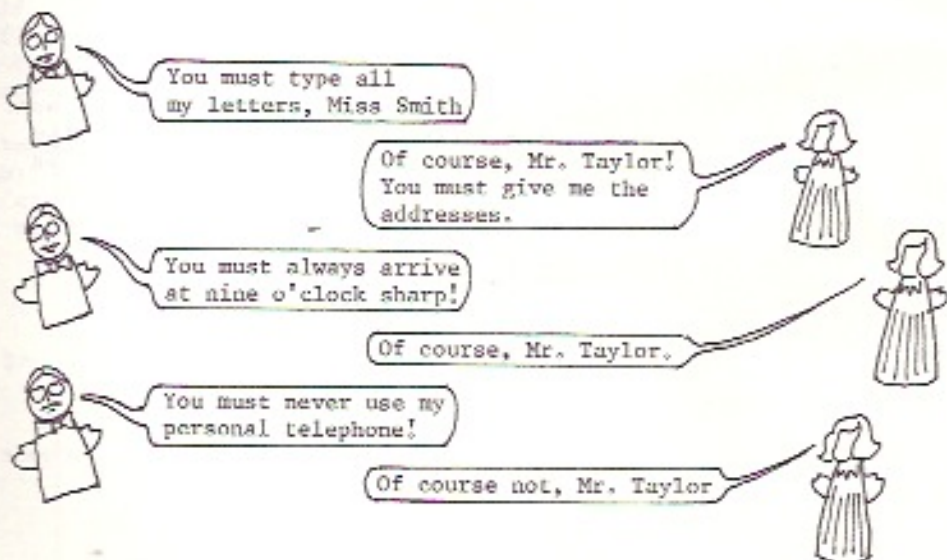 You must type all
my letters, Miss Smith
Of course, Mr. Taylor!
You must give me the
addresses.
You must always arrive
at nine o'clock sharp!
Of course, Mr. Taylor.
You must never use my
personal telephone!
Of course not, Mr. Taylor